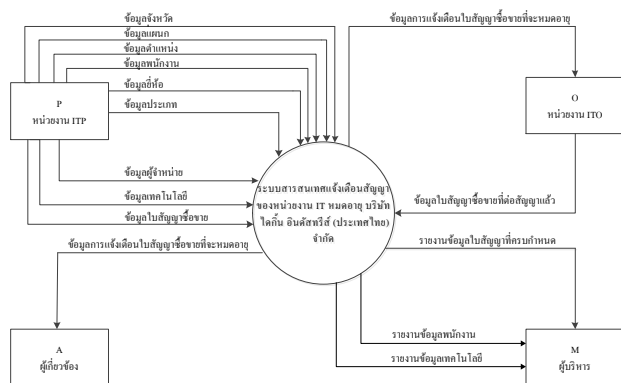 ข้อมูลจังหวัด
ข้อมูลแผนก
ข้อมูลตำแหน่ง
ข้อมูลพนักงาน
ข้อมูลยี่ห้อ
ข้อมูลประเภท
P
หน่วยงาน ITP
ข้อมูลการแจ้งเตือนใบสัญญาซื้อขายที่จะหมดอายุ
O
หน่วยงาน ITO
ข้อมูลผู้จำหน่าย
ข้อมูลเทคโนโลยี
ข้อมูลใบสัญญาซื้อขาย
ระบบสารสนเทศแจ้งเตือนสัญญา
ของหน่วยงาน IT หมดอายุ บริษัท
ไดกิ้น อินดัสทรีส์ (ประเทศไทย)
จำกัด
ข้อมูลใบสัญญาซื้อขายที่ต่อสัญญาแล้ว
ข้อมูลการแจ้งเตือนใบสัญญาซื้อขายที่จะหมดอายุ
รายงานข้อมูลใบสัญญาที่ครบกำหนด
A
ผู้เกี่ยวข้อง
รายงานข้อมูลพนักงาน
รายงานข้อมูลเทคโนโลยี
M
ผู้บริหาร